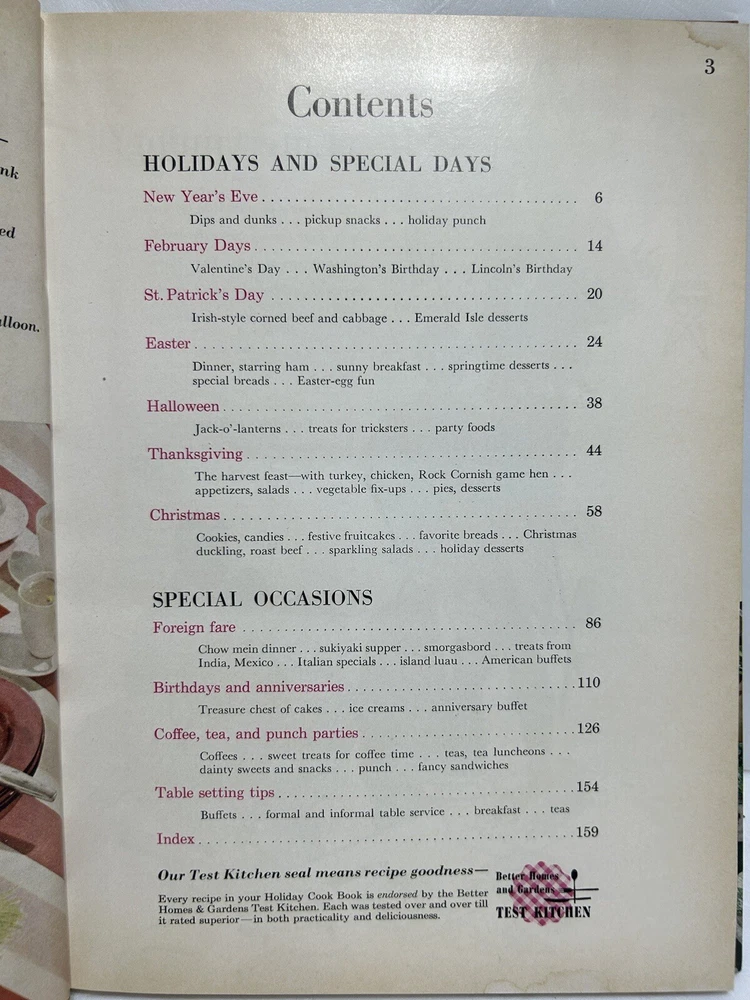 nk
ed
alloon.
3
Contents
HOLIDAYS AND SPECIAL DAYS
New Year's Eve . . . . . . . . . . . . . . . . . . . . . . . . . . . . . . 6
Dips and dunks . . . pickup snacks . . . holiday punch
February Days . . . . . . . . . . . . . . . . . . . . . . . . . . . . . . 14
Valentine's Day . . . Washington's Birthday . . . Lincoln's Birthday
St. Patrick's Day . . . . . . . . . . . . . . . . . . . . . . . . . . . . 20
Irish-style corned beef and cabbage . . . Emerald Isle desserts
Easter . . . . . . . . . . . . . . . . . . . . . . . . . . . . . . . . . . 24
Dinner, starring ham . . . sunny breakfast . . . springtime desserts . . .
special breads . . . Easter-egg fun
Halloween . . . . . . . . . . . . . . . . . . . . . . . . . . . . . . . . 38
Jack-o'-lanterns . . . treats for tricksters . . . party foods
Thanksgiving . . . . . . . . . . . . . . . . . . . . . . . . . . . . . . 44
The harvest feast—with turkey, chicken, Rock Cornish game hen . . .
appetizers, salads . . . vegetable fix-ups . . . pies, desserts
Christmas . . . . . . . . . . . . . . . . . . . . . . . . . . . . . . . . 58
Cookies, candies . . . festive fruitcakes . . . favorite breads . . . Christmas
duckling, roast beef . . . sparkling salads . . . holiday desserts
SPECIAL OCCASIONS
Foreign fare . . . . . . . . . . . . . . . . . . . . . . . . . . . . . . 86
Chow mein dinner . . . sukiyaki supper . . . smorgasbord . . . treats from
India, Mexico . . . Italian specials . . . island luau . . . American buffets
Birthdays and anniversaries . . . . . . . . . . . . . . . . . . . . 110
Treasure chest of cakes . . . ice creams . . . anniversary buffet
Coffee, tea, and punch parties . . . . . . . . . . . . . . . . . . 126
Coffees . . . sweet treats for coffee time . . . teas, tea luncheons . . .
dainty sweets and snacks . . . punch . . . fancy sandwiches
Table setting tips . . . . . . . . . . . . . . . . . . . . . . . . . . 154
Buffets . . . formal and informal table service . . . breakfast . . . teas
Index . . . . . . . . . . . . . . . . . . . . . . . . . . . . . . . . . . 159
Our Test Kitchen seal means recipe goodness—
Every recipe in your Holiday Cook Book is endorsed by the Better
Homes & Gardens Test Kitchen. Each was tested over and over till
it rated superior—in both practicality and deliciousness.
Better Homes
and Gardens
TEST KITCHEN